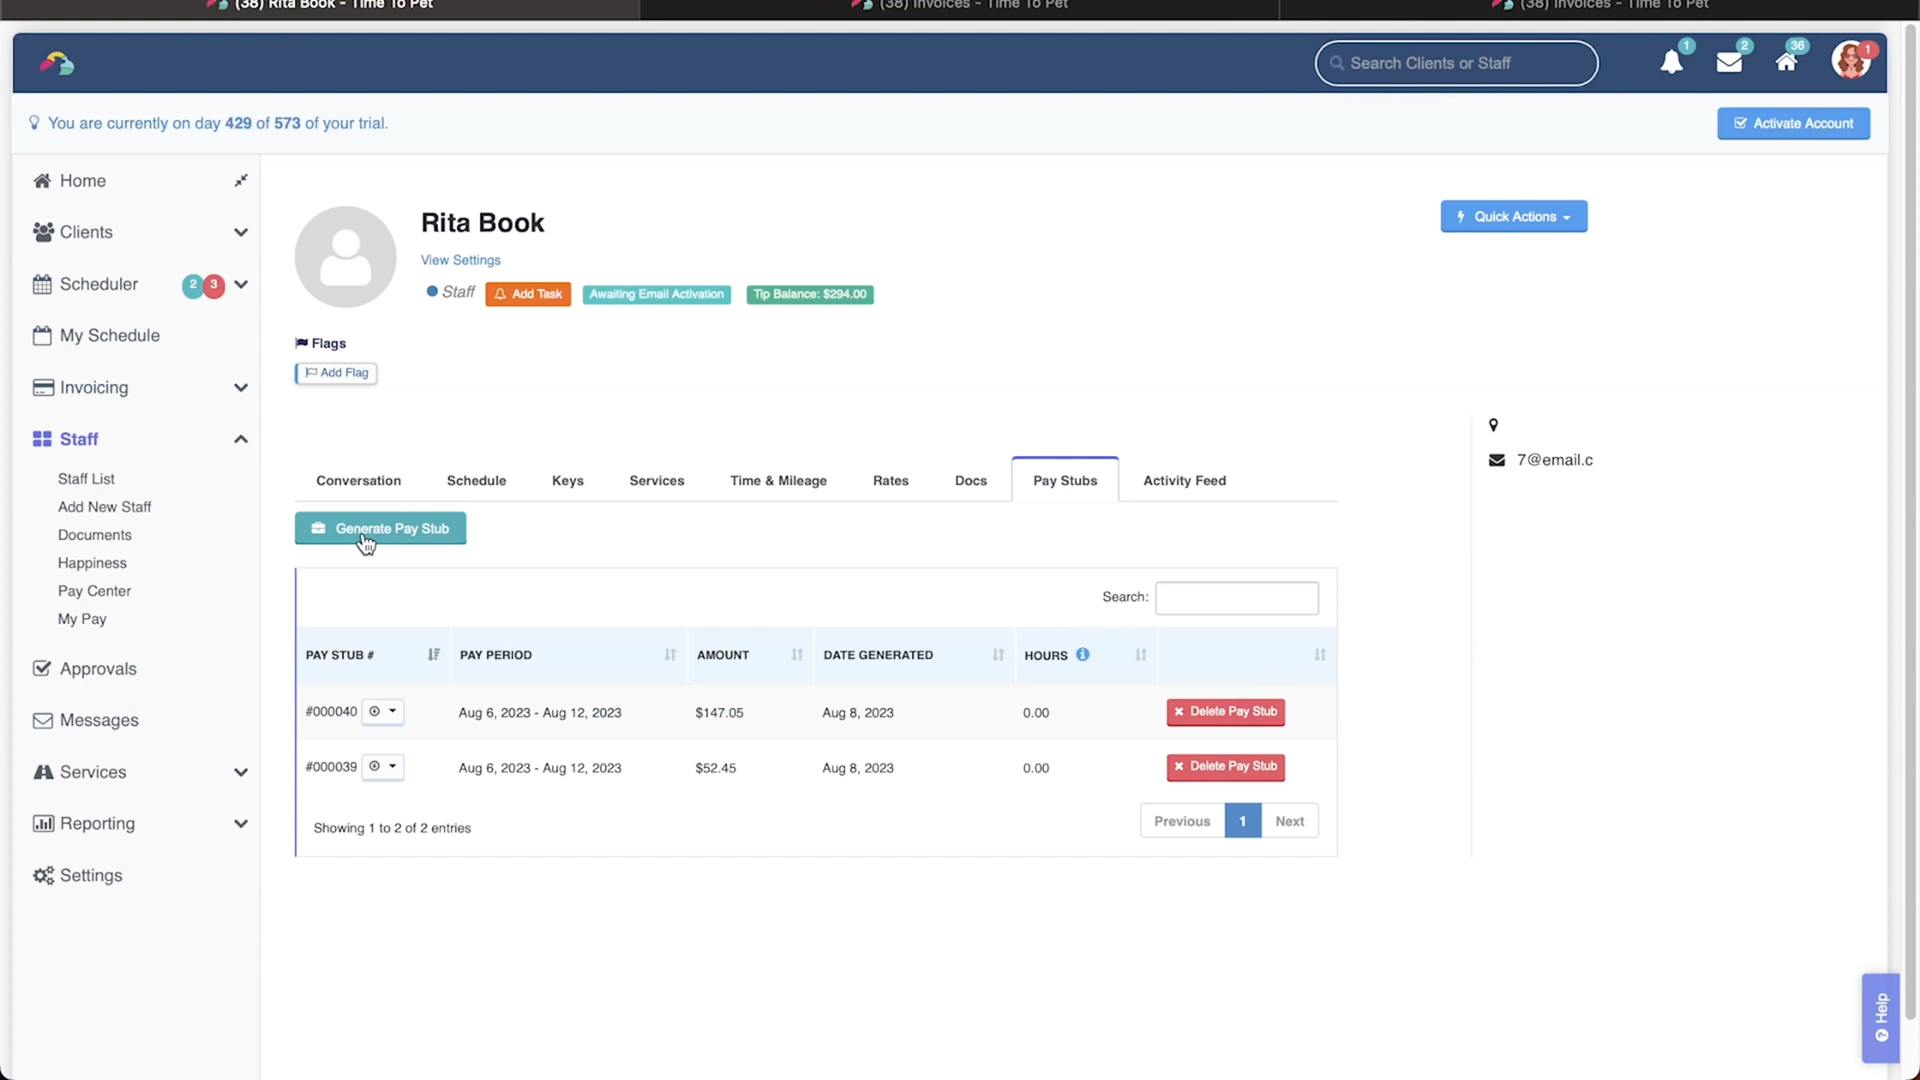 (38) Rita Book - Time To Pet
(38) Invoices - Time To Pet
(38) Invoices - Time To Pet
Search Clients or Staff
1
2
36
1
You are currently on day 429 of 573 of your trial.
Activate Account
Home
Clients
Scheduler
2
3
My Schedule
Invoicing
Staff
Staff List
Add New Staff
Documents
Happiness
Pay Center
My Pay
Approvals
Messages
Services
Reporting
Settings
Rita Book
Quick Actions
View Settings
Staff
Add Task
Awaiting Email Activation
Tip Balance: $294.00
Flags
Add Flag
7@email.c
Conversation
Schedule
Keys
Services
Time & Mileage
Rates
Docs
Pay Stubs
Activity Feed
Generate Pay Stub
Search:
PAY STUB #
PAY PERIOD
AMOUNT
DATE GENERATED
HOURS
#000040
Aug 6, 2023 - Aug 12, 2023
$147.05
Aug 8, 2023
0.00
Delete Pay Stub
#000039
Aug 6, 2023 - Aug 12, 2023
$52.45
Aug 8, 2023
0.00
Delete Pay Stub
Showing 1 to 2 of 2 entries
Previous
1
Next
Help